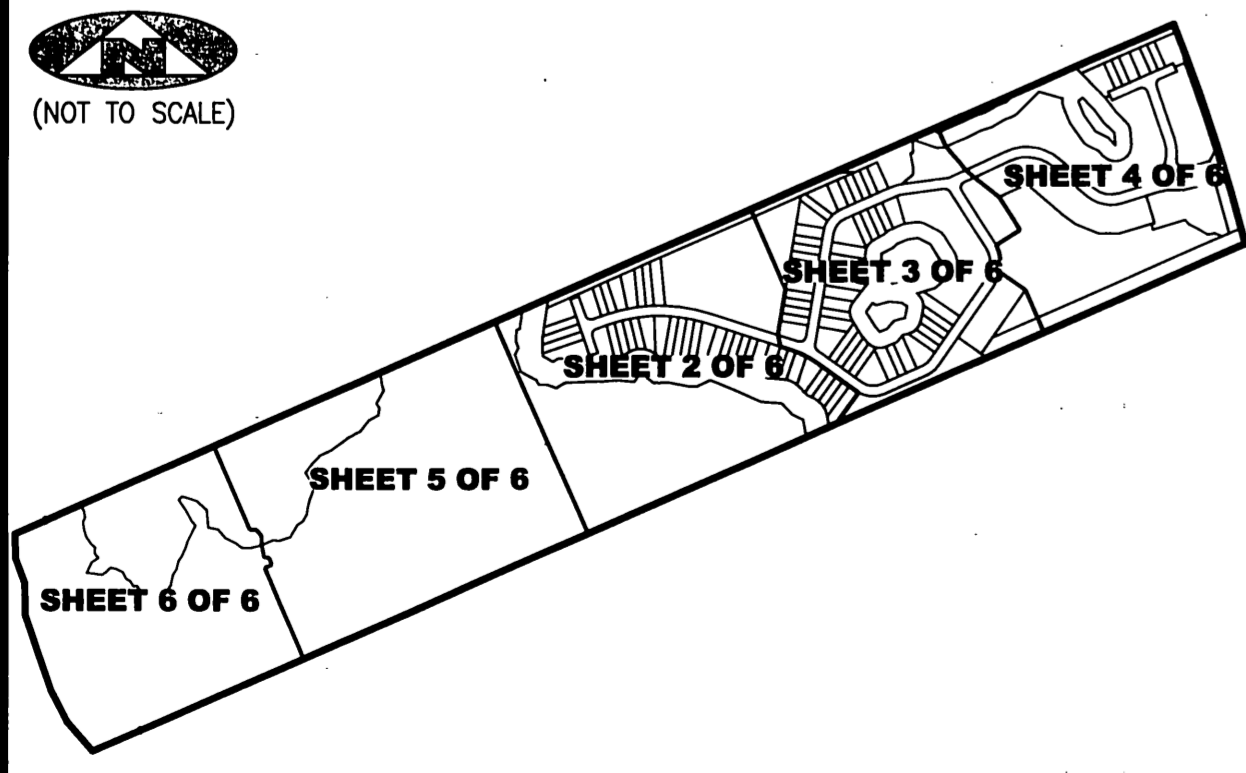 N
(NOT TO SCALE)
SHEET 4 OF 6
SHEET 3 OF 6
SHEET 2 OF 6
SHEET 5 OF 6
SHEET 6 OF 6